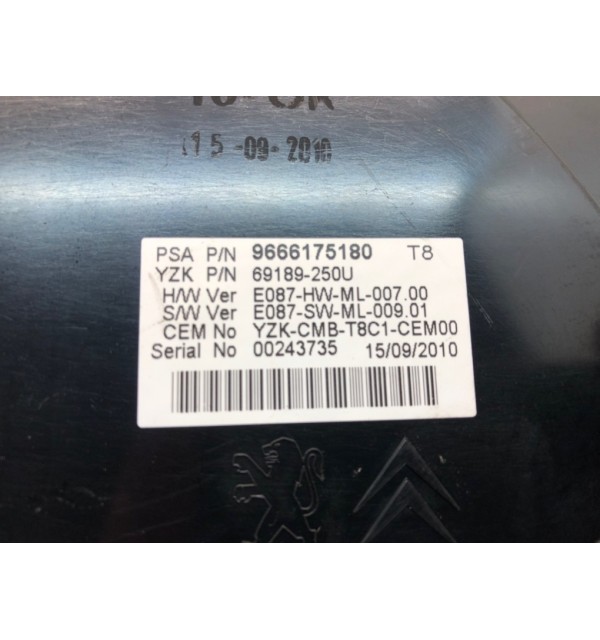 15-09-2010
PSA P/N 9666175180 T8
YZK P/N 69189-250U
H/W Ver E087-HW-ML-007.00
S/W Ver E087-SW-ML-009.01
CEM No YZK-CMB-T8C1-CEM00
Serial No 00243735 15/09/2010